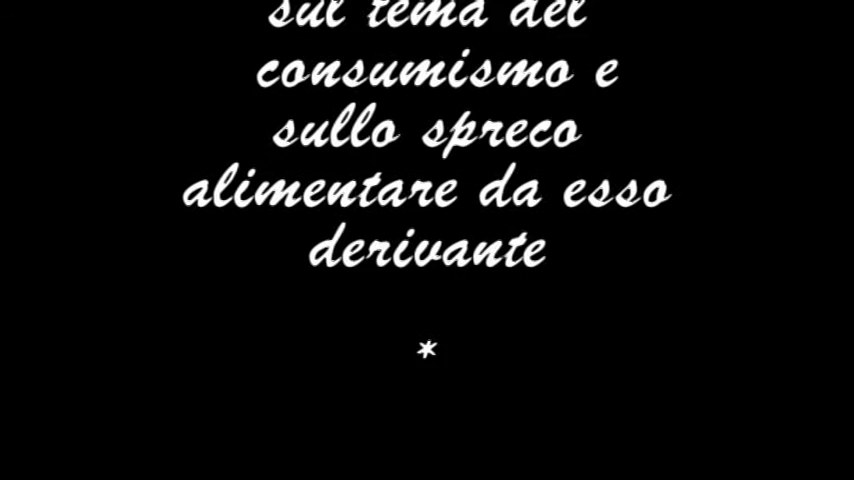 sul tema del
consumismo e
sullo spreco
alimentare da esso
derivante
*